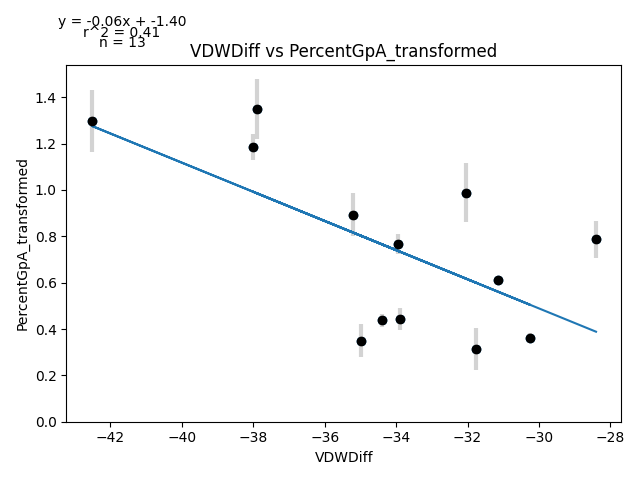 y = -0.06x + -1.40
r^2 = 0.41
n = 13
VDWDiff vs PercentGpA_transformed
PercentGpA_transformed
1.4
1.2
1.0
0.8
0.6
0.4
0.2
0.0
−42 −40 −38 −36 −34 −32 −30 −28
VDWDiff